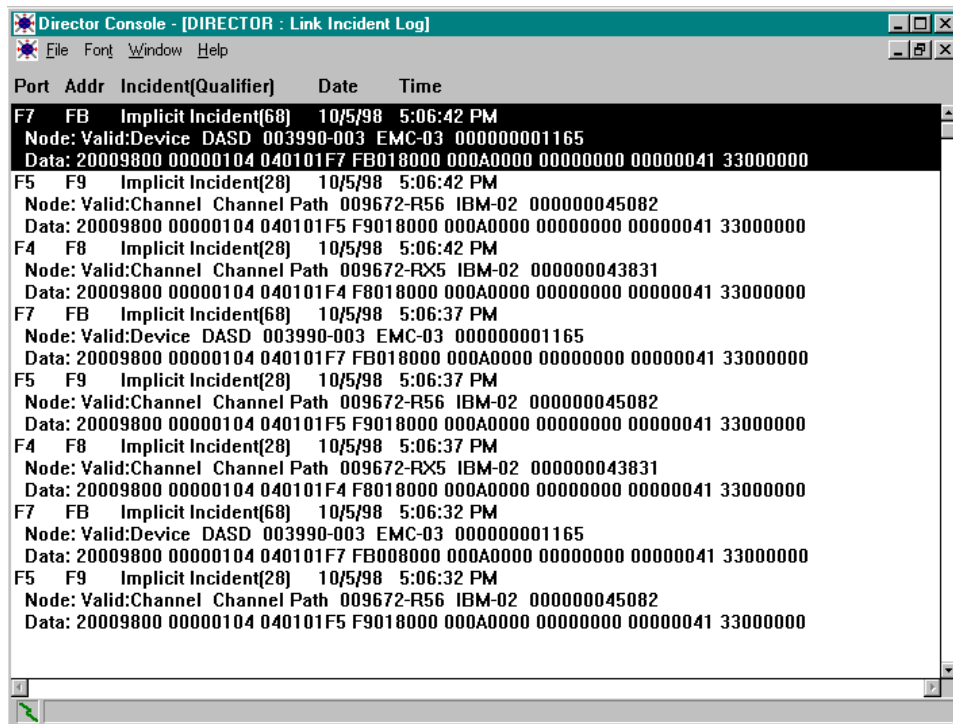 Director Console - [DIRECTOR : Link Incident Log]
File Font Window Help
Port Addr Incident(Qualifier) Date Time
F7 FB Implicit Incident(68) 10/5/98 5:06:42 PM
Node: Valid:Device DASD 003990-003 EMC-03 000000001165
Data: 20009800 00000104 040101F7 FB018000 000A0000 00000000 00000041 33000000
F5 F9 Implicit Incident(28) 10/5/98 5:06:42 PM
Node: Valid:Channel Channel Path 009672-R56 IBM-02 000000045082
Data: 20009800 00000104 040101F5 F9018000 000A0000 00000000 00000041 33000000
F4 F8 Implicit Incident(28) 10/5/98 5:06:42 PM
Node: Valid:Channel Channel Path 009672-RX5 IBM-02 000000043831
Data: 20009800 00000104 040101F4 F8018000 000A0000 00000000 00000041 33000000
F7 FB Implicit Incident(68) 10/5/98 5:06:37 PM
Node: Valid:Device DASD 003990-003 EMC-03 000000001165
Data: 20009800 00000104 040101F7 FB018000 000A0000 00000000 00000041 33000000
F5 F9 Implicit Incident(28) 10/5/98 5:06:37 PM
Node: Valid:Channel Channel Path 009672-R56 IBM-02 000000045082
Data: 20009800 00000104 040101F5 F9018000 000A0000 00000000 00000041 33000000
F4 F8 Implicit Incident(28) 10/5/98 5:06:37 PM
Node: Valid:Channel Channel Path 009672-RX5 IBM-02 000000043831
Data: 20009800 00000104 040101F4 F8018000 000A0000 00000000 00000041 33000000
F7 FB Implicit Incident(68) 10/5/98 5:06:32 PM
Node: Valid:Device DASD 003990-003 EMC-03 000000001165
Data: 20009800 00000104 040101F7 FB008000 000A0000 00000000 00000041 33000000
F5 F9 Implicit Incident(28) 10/5/98 5:06:32 PM
Node: Valid:Channel Channel Path 009672-R56 IBM-02 000000045082
Data: 20009800 00000104 040101F5 F9018000 000A0000 00000000 00000041 33000000